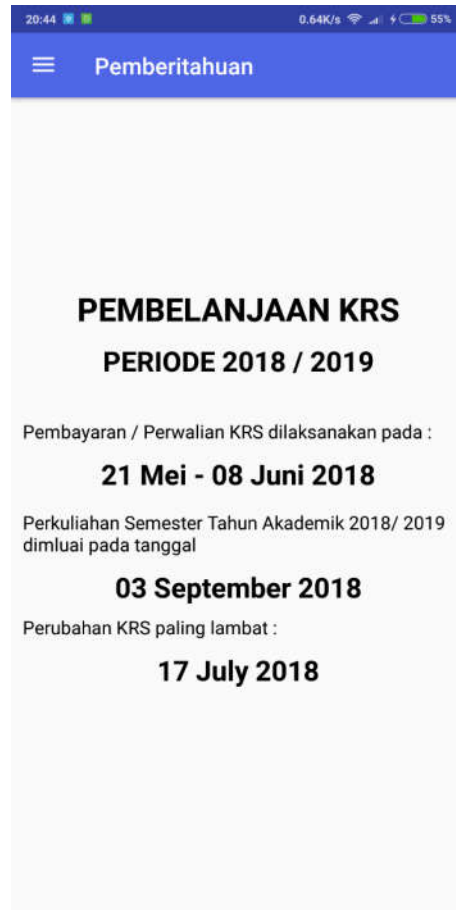 20:44 0.64K/s 55%
Pemberitahuan
PEMBELANJAAN KRS
PERIODE 2018 / 2019
Pembayaran / Perwalian KRS dilaksanakan pada :
21 Mei - 08 Juni 2018
Perkuliahan Semester Tahun Akademik 2018/ 2019
dimluai pada tanggal
03 September 2018
Perubahan KRS paling lambat :
17 July 2018